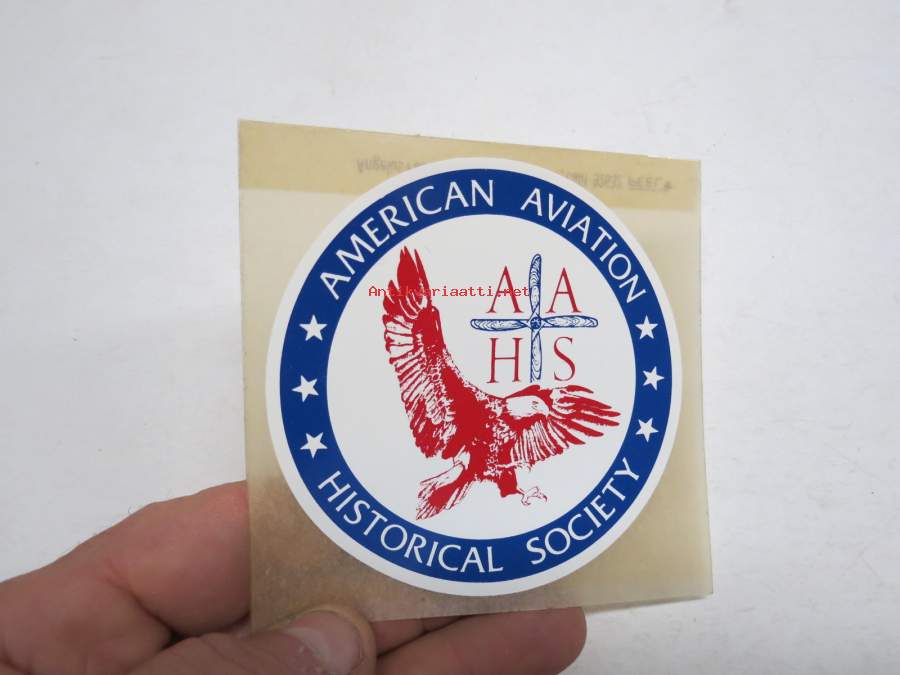 AMERICAN AVIATION
A A
Antikvariaatti.net
H S
HISTORICAL SOCIETY